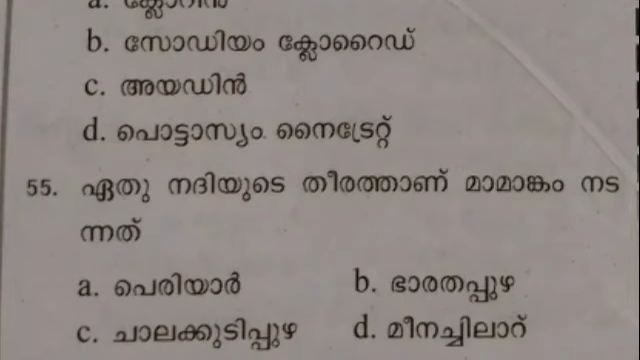 a. ക്ലോറിൻ
b. സോഡിയം ക്ലോറൈഡ്
c. അയഡിൻ
d. പൊട്ടാസ്യം നൈട്രേറ്റ്
55. ഏതു നദിയുടെ തീരത്താണ് മാമാങ്കം നട
ന്നത്
a. പെരിയാർ b. ഭാരതപ്പുഴ
c. ചാലക്കുടിപ്പുഴ d. മീനച്ചിലാറ്